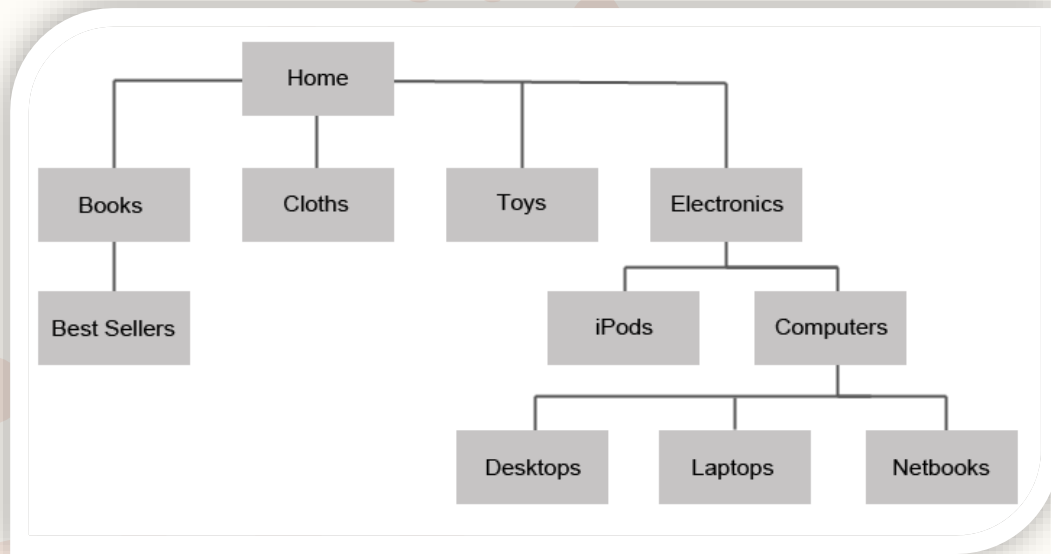 Home
Books
Cloths
Toys
Electronics
Best Sellers
iPods
Computers
Desktops
Laptops
Netbooks